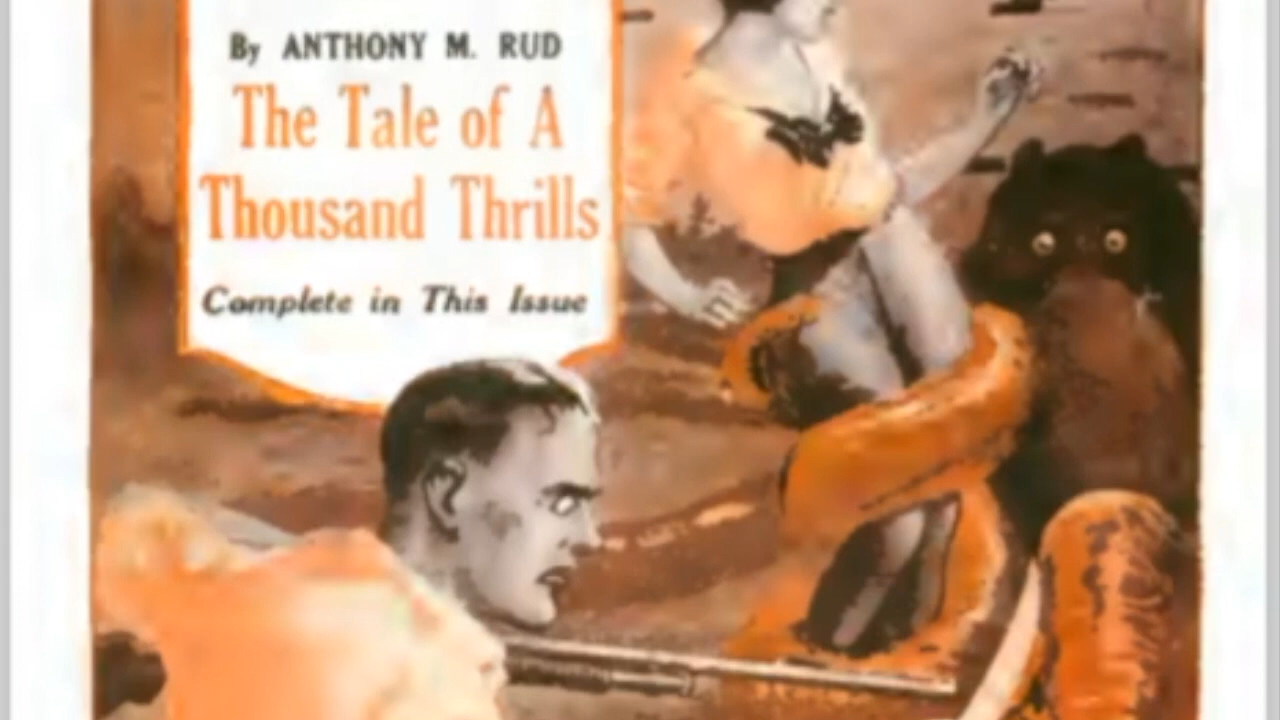 By ANTHONY M. RUD
The Tale of A
Thousand Thrills
Complete in This Issue